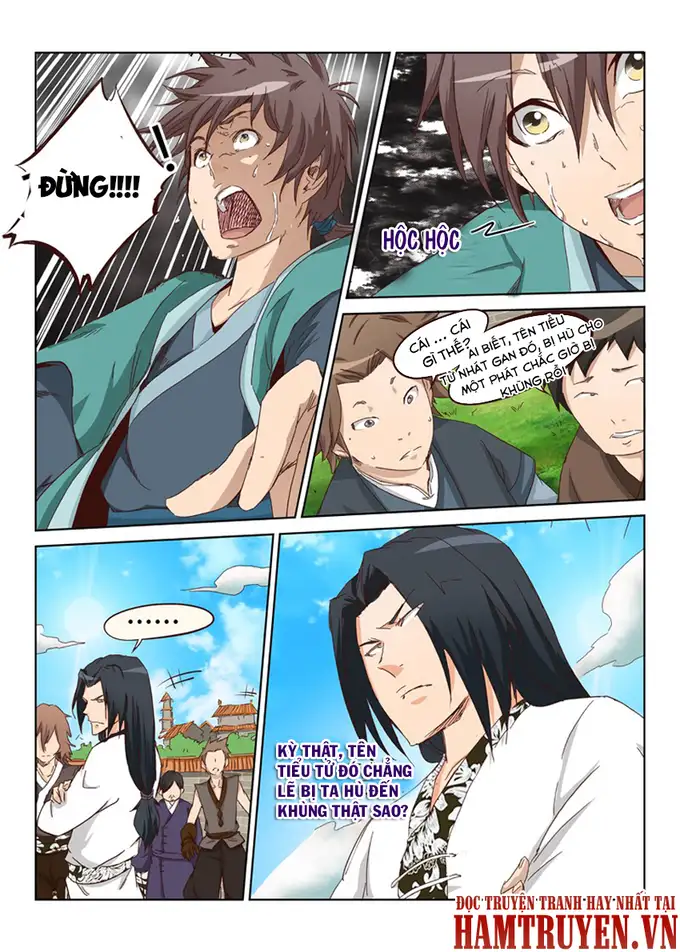 ĐỪNG!!!!
!
HỘC HỘC
CÁI ... CÁI
GÌ THẾ?
AI BIẾT, TÊN TIỂU
TỬ NHẤT GAN ĐÓ, BỊ HÙ CHO
MỘT PHÁT CHẮC GIỜ BỊ
KHÙNG RỒI
......
KỲ THẬT, TÊN
TIỂU TỬ ĐÓ CHẲNG
LẼ BỊ TA HÙ ĐẾN
KHÙNG THẬT SAO?
ĐỌC TRUYỆN TRANH HAY NHẤT TẠI
HAMTRUYEN.VN